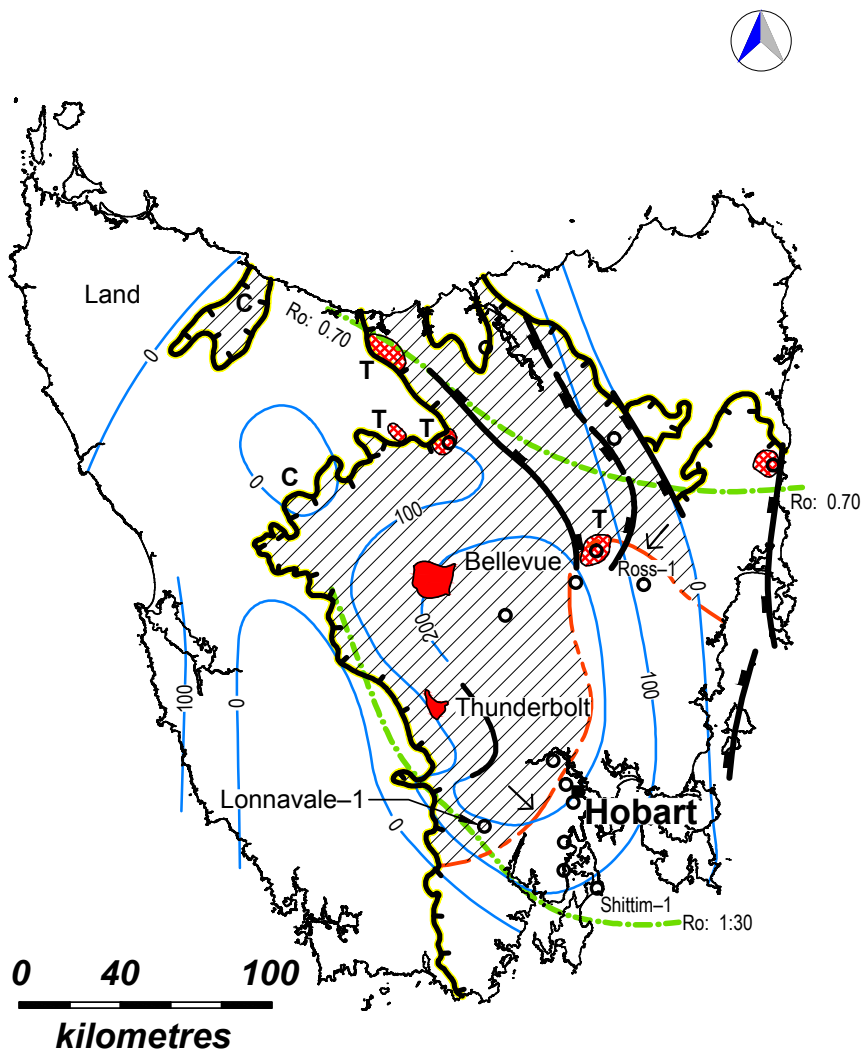 Land
0
C
Ro: 0.70
T
T
T
0
C
100
Ro: 0.70
T
Bellevue
Ross–1
0
200
100
0
100
Thunderbolt
Lonnavale–1
Hobart
0
Shittim–1
Ro: 1:30
0 40 100
kilometres